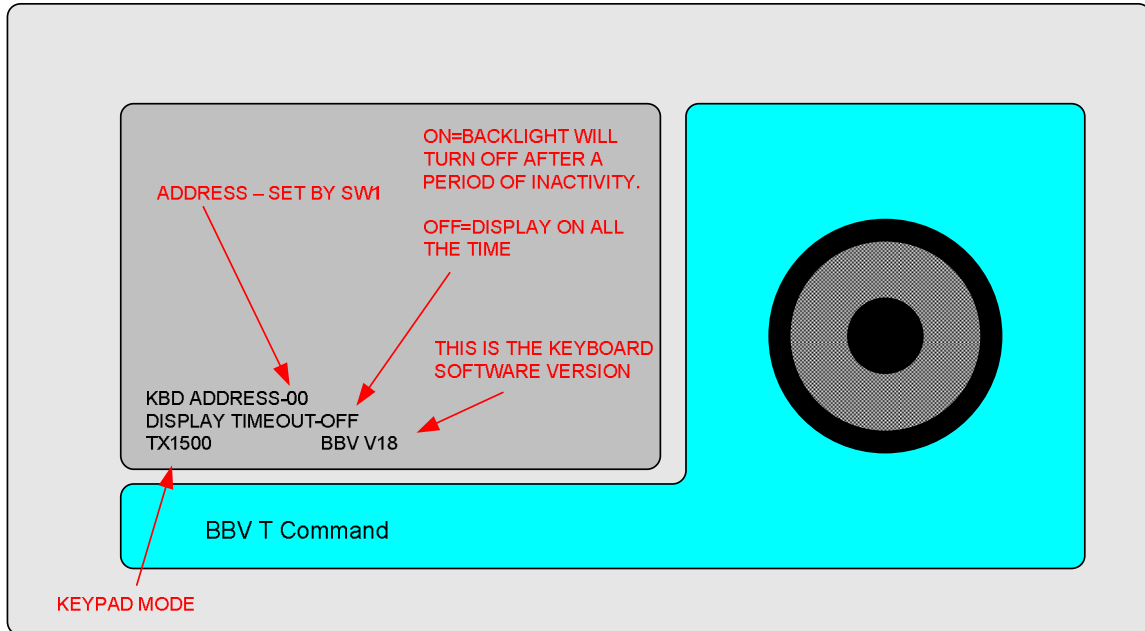 ON=BACKLIGHT WILL
TURN OFF AFTER A
PERIOD OF INACTIVITY.
ADDRESS – SET BY SW1
OFF=DISPLAY ON ALL
THE TIME
THIS IS THE KEYBOARD
SOFTWARE VERSION
KBD ADDRESS-00
DISPLAY TIMEOUT-OFF
TX1500 BBV V18
BBV T Command
KEYPAD MODE